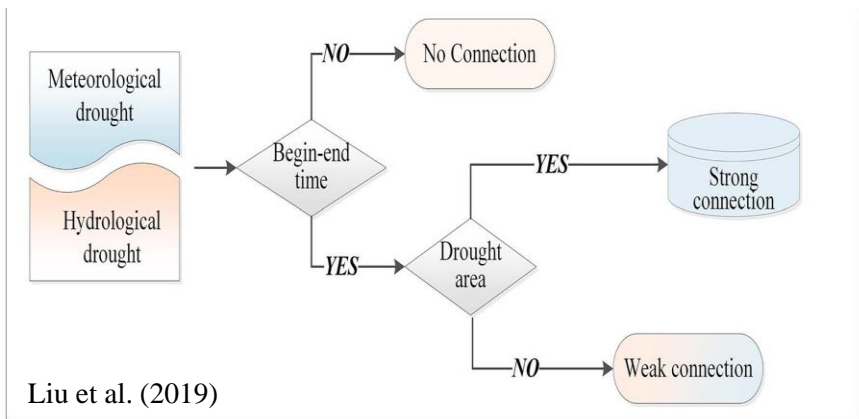 Meteorological
drought
Hydrological
drought
Begin-end
time
NO
No Connection
YES
Drought
area
YES
Strong
connection
NO
Weak connection
Liu et al. (2019)